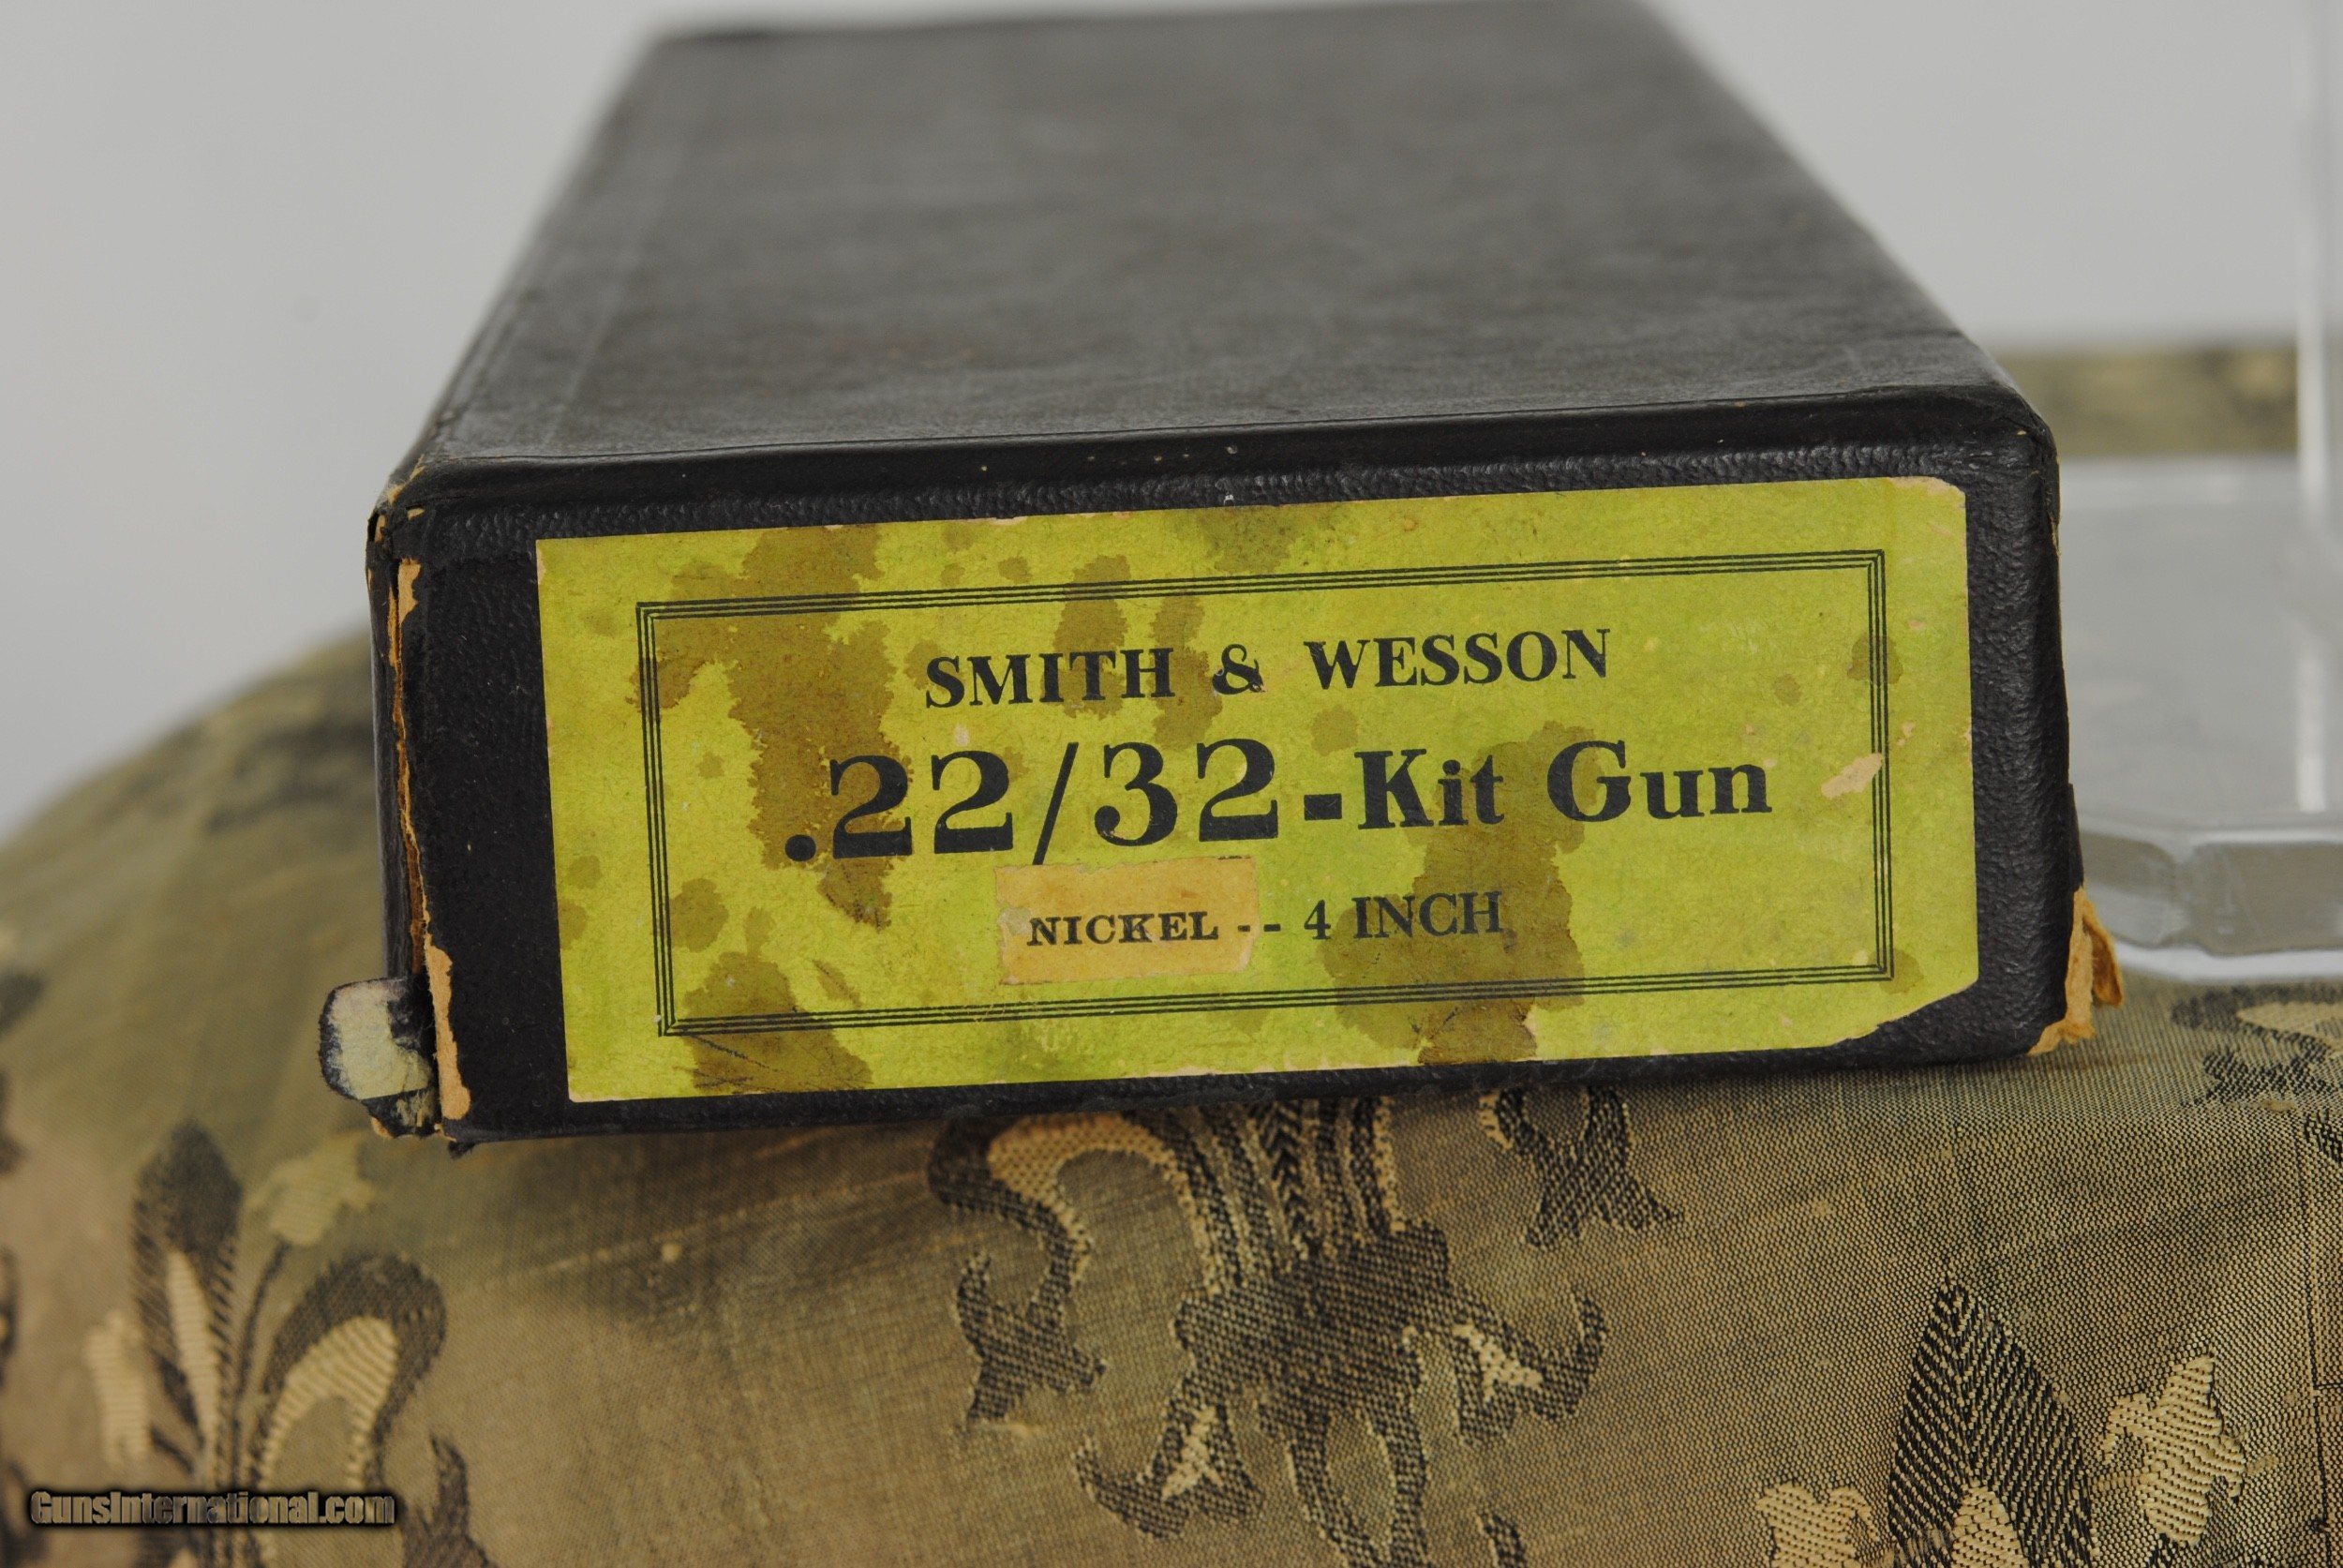 SMITH & WESSON
.22/32-Kit Gun
NICKEL -- 4 INCH
GunsInternational.com